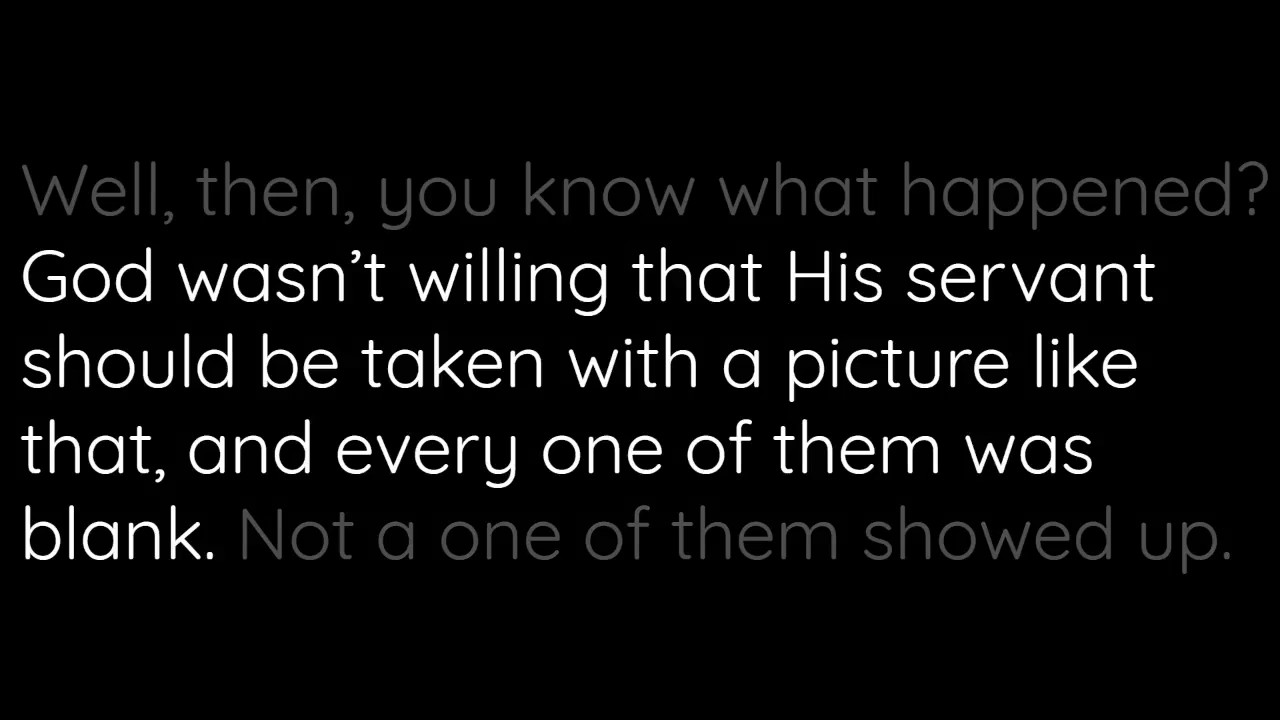 Well, then, you know what happened?
God wasn’t willing that His servant
should be taken with a picture like
that, and every one of them was
blank. Not a one of them showed up.